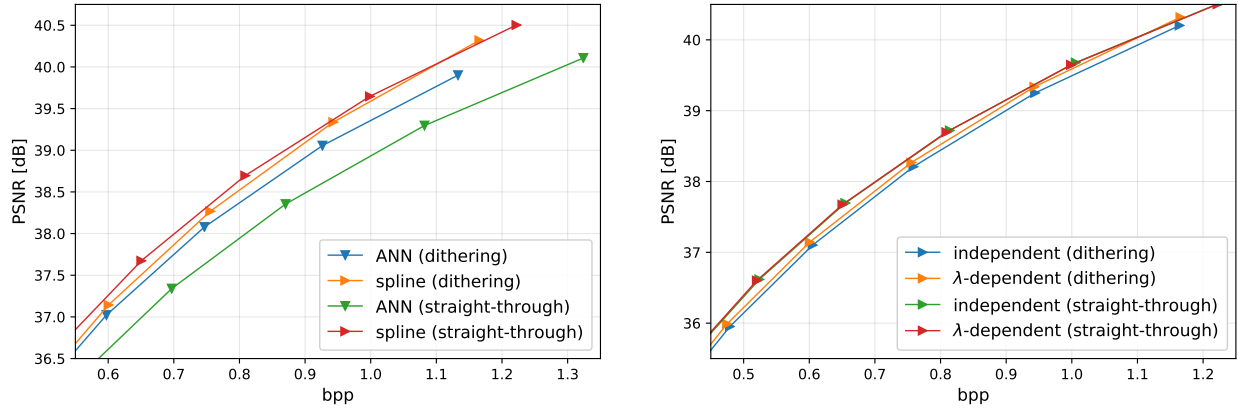 40.5
40.0
39.5
39.0
38.5
38.0
37.5
37.0
36.5
PSNR [dB]
0.6 0.7 0.8 0.9 1.0 1.1 1.2 1.3
bpp
ANN (dithering)
spline (dithering)
ANN (straight-through)
spline (straight-through)
40
39
38
37
36
PSNR [dB]
0.5 0.6 0.7 0.8 0.9 1.0 1.1 1.2
bpp
independent (dithering)
λ-dependent (dithering)
independent (straight-through)
λ-dependent (straight-through)